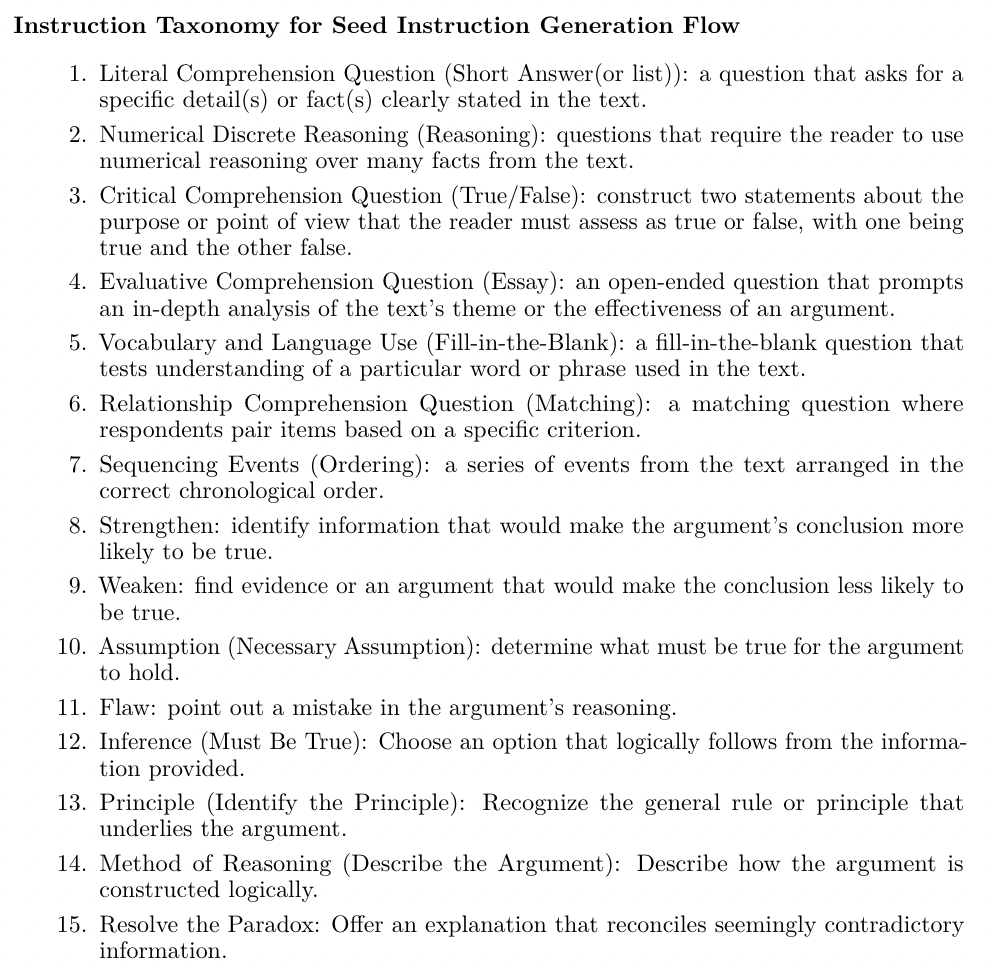 Instruction Taxonomy for Seed Instruction Generation Flow
1. Literal Comprehension Question (Short Answer(or list)): a question that asks for a
specific detail(s) or fact(s) clearly stated in the text.
2. Numerical Discrete Reasoning (Reasoning): questions that require the reader to use
numerical reasoning over many facts from the text.
3. Critical Comprehension Question (True/False): construct two statements about the
purpose or point of view that the reader must assess as true or false, with one being
true and the other false.
4. Evaluative Comprehension Question (Essay): an open-ended question that prompts
an in-depth analysis of the text's theme or the effectiveness of an argument.
5. Vocabulary and Language Use (Fill-in-the-Blank): a fill-in-the-blank question that
tests understanding of a particular word or phrase used in the text.
6. Relationship Comprehension Question (Matching): a matching question where
respondents pair items based on a specific criterion.
7. Sequencing Events (Ordering): a series of events from the text arranged in the
correct chronological order.
8. Strengthen: identify information that would make the argument's conclusion more
likely to be true.
9. Weaken: find evidence or an argument that would make the conclusion less likely to
be true.
10. Assumption (Necessary Assumption): determine what must be true for the argument
to hold.
11. Flaw: point out a mistake in the argument's reasoning.
12. Inference (Must Be True): Choose an option that logically follows from the informa-
tion provided.
13. Principle (Identify the Principle): Recognize the general rule or principle that
underlies the argument.
14. Method of Reasoning (Describe the Argument): Describe how the argument is
constructed logically.
15. Resolve the Paradox: Offer an explanation that reconciles seemingly contradictory
information.